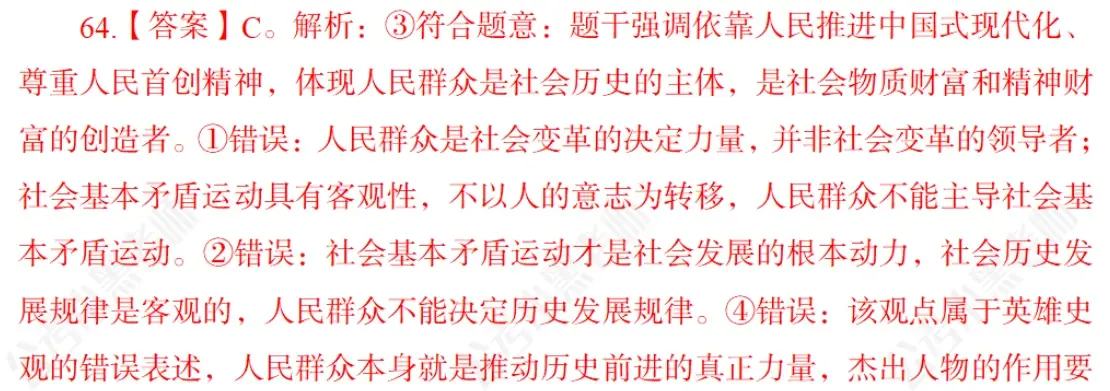 64.【答案】C。解析：③符合题意：题干强调依靠人民推进中国式现代化、
尊重人民首创精神，体现人民群众是社会历史的主体，是社会物质财富和精神财
富的创造者。①错误：人民群众是社会变革的决定力量，并非社会变革的领导者；
社会基本矛盾运动具有客观性，不以人的意志为转移，人民群众不能主导社会基
本矛盾运动。②错误：社会基本矛盾运动才是社会发展的根本动力，社会历史发
展规律是客观的，人民群众不能决定历史发展规律。④错误：该观点属于英雄史
观的错误表述，人民群众本身就是推动历史前进的真正力量，杰出人物的作用要